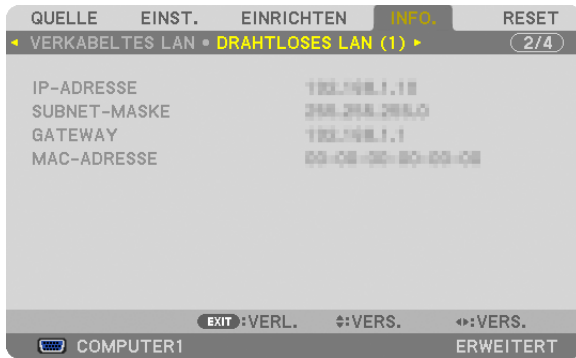 QUELLE EINST. EINRICHTEN INFO. RESET
VERKABELTES LAN • DRAHTLOSES LAN (1) 2/4
IP-ADRESSE
SUBNET-MASKE
GATEWAY
MAC-ADRESSE
EXIT :VERL. :VERS. :VERS.
COMPUTER1 ERWEITERT